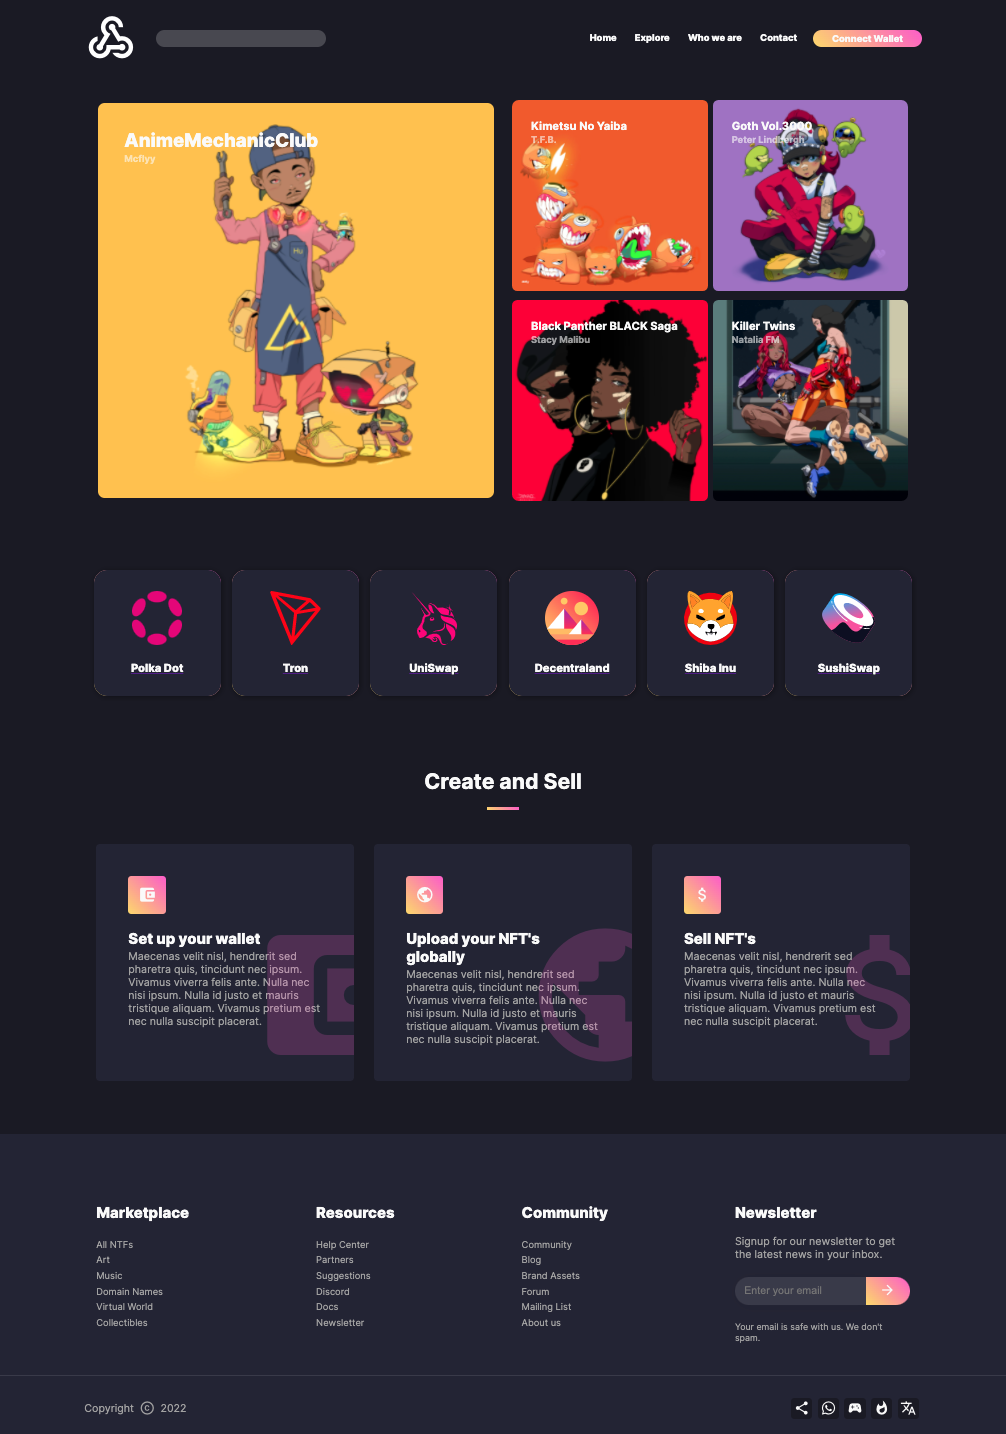 Home Explore Who we are Contact Connect Wallet
AnimeMechanicClub
Mcflyy
Kimetsu No Yaiba
T.F.B.
Goth Vol.3000
Peter Lindbergh
Black Panther BLACK Saga
Stacy Malibu
Killer Twins
Natalia FM
Polka Dot
Tron
UniSwap
Decentraland
Shiba Inu
SushiSwap
Create and Sell
Set up your wallet
Maecenas velit nisl, hendrerit sed
pharetra quis, tincidunt nec ipsum.
Vivamus viverra felis ante. Nulla nec
nisi ipsum. Nulla id justo et mauris
tristique aliquam. Vivamus pretium est
nec nulla suscipit placerat.
Upload your NFT's
globally
Maecenas velit nisl, hendrerit sed
pharetra quis, tincidunt nec ipsum.
Vivamus viverra felis ante. Nulla nec
nisi ipsum. Nulla id justo et mauris
tristique aliquam. Vivamus pretium est
nec nulla suscipit placerat.
Sell NFT's
Maecenas velit nisl, hendrerit sed
pharetra quis, tincidunt nec ipsum.
Vivamus viverra felis ante. Nulla nec
nisi ipsum. Nulla id justo et mauris
tristique aliquam. Vivamus pretium est
nec nulla suscipit placerat.
Marketplace
All NTFs
Art
Music
Domain Names
Virtual World
Collectibles
Resources
Help Center
Partners
Suggestions
Discord
Docs
Newsletter
Community
Community
Blog
Brand Assets
Forum
Mailing List
About us
Newsletter
Signup for our newsletter to get
the latest news in your inbox.
Enter your email
Your email is safe with us. We don't
spam.
Copyright © 2022